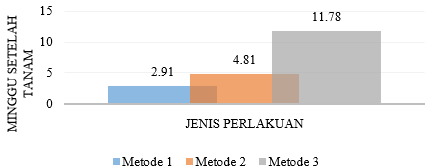 15
11.78
10
4.81
5
2.91
0
MINGGU SETELAH
TANAM
JENIS PERLAKUAN
Metode 1 Metode 2 Metode 3